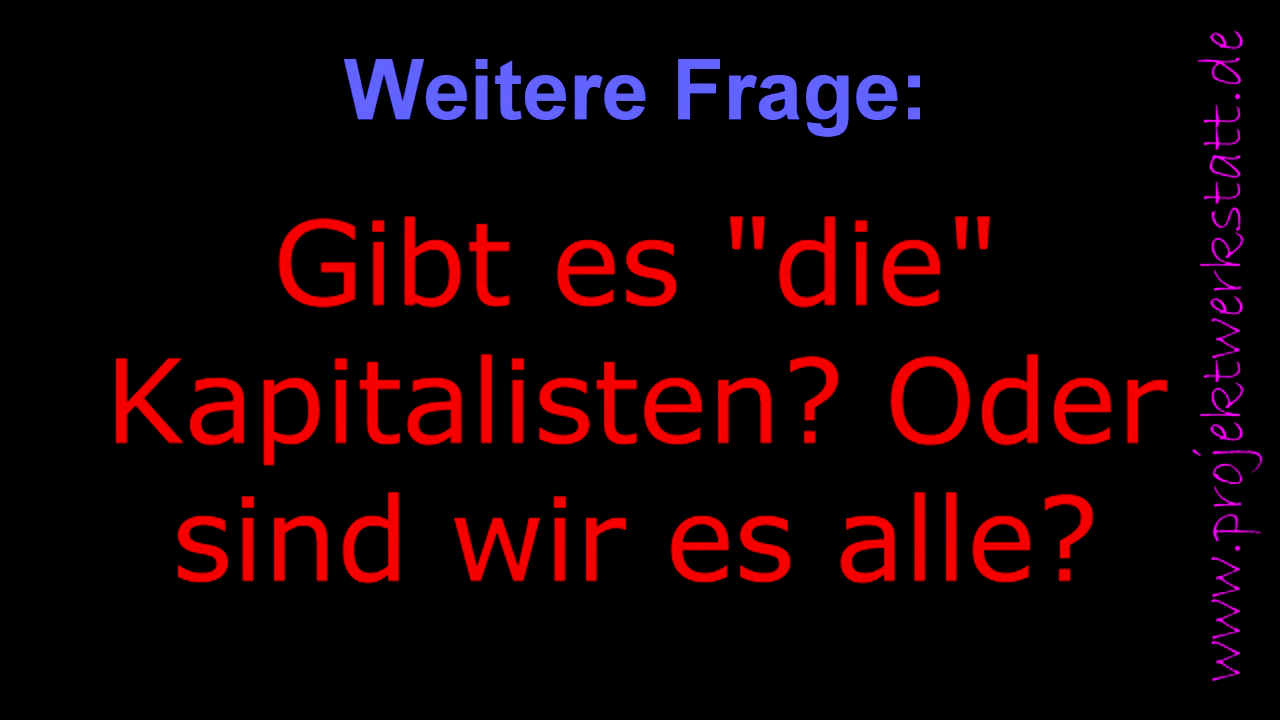 Weitere Frage:
Gibt es "die"
Kapitalisten? Oder
sind wir es alle?
www.projektwerkstatt.de